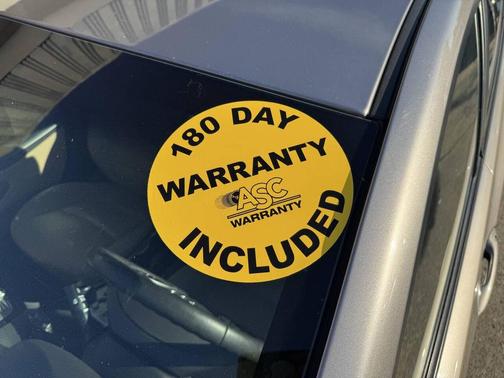 180 DAY
WARRANTY
ASC
WARRANTY
INCLUDED